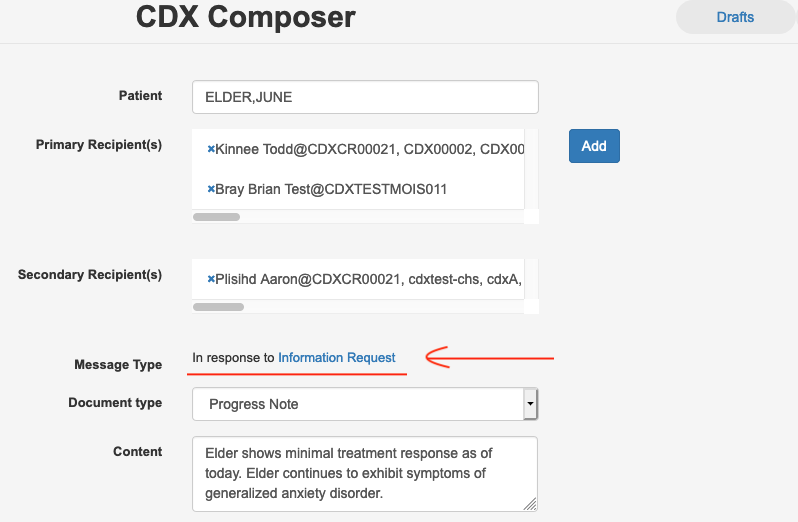 CDX Composer
Drafts
Patient
ELDER,JUNE
Primary Recipient(s)
×Kinnee Todd@CDXCR00021, CDX00002, CDX00
Add
×Bray Brian Test@CDXTESTMOIS011
Secondary Recipient(s)
×Plisihd Aaron@CDXCR00021, cdxtest-chs, cdxA,
Message Type
In response to Information Request
Document type
Progress Note
Content
Elder shows minimal treatment response as of
today. Elder continues to exhibit symptoms of
generalized anxiety disorder.